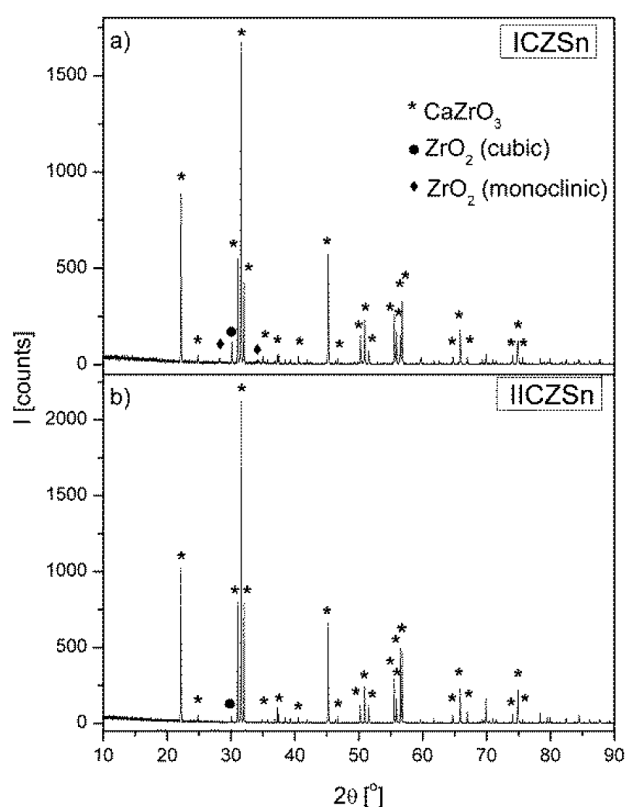 a)
ICZSn
* CaZrO₃
● ZrO₂ (cubic)
♦ ZrO₂ (monoclinic)
1500
1000
500
0
I [counts]
b)
IICZSn
2000
1500
1000
500
0
10 20 30 40 50 60 70 80 90
2θ [°]